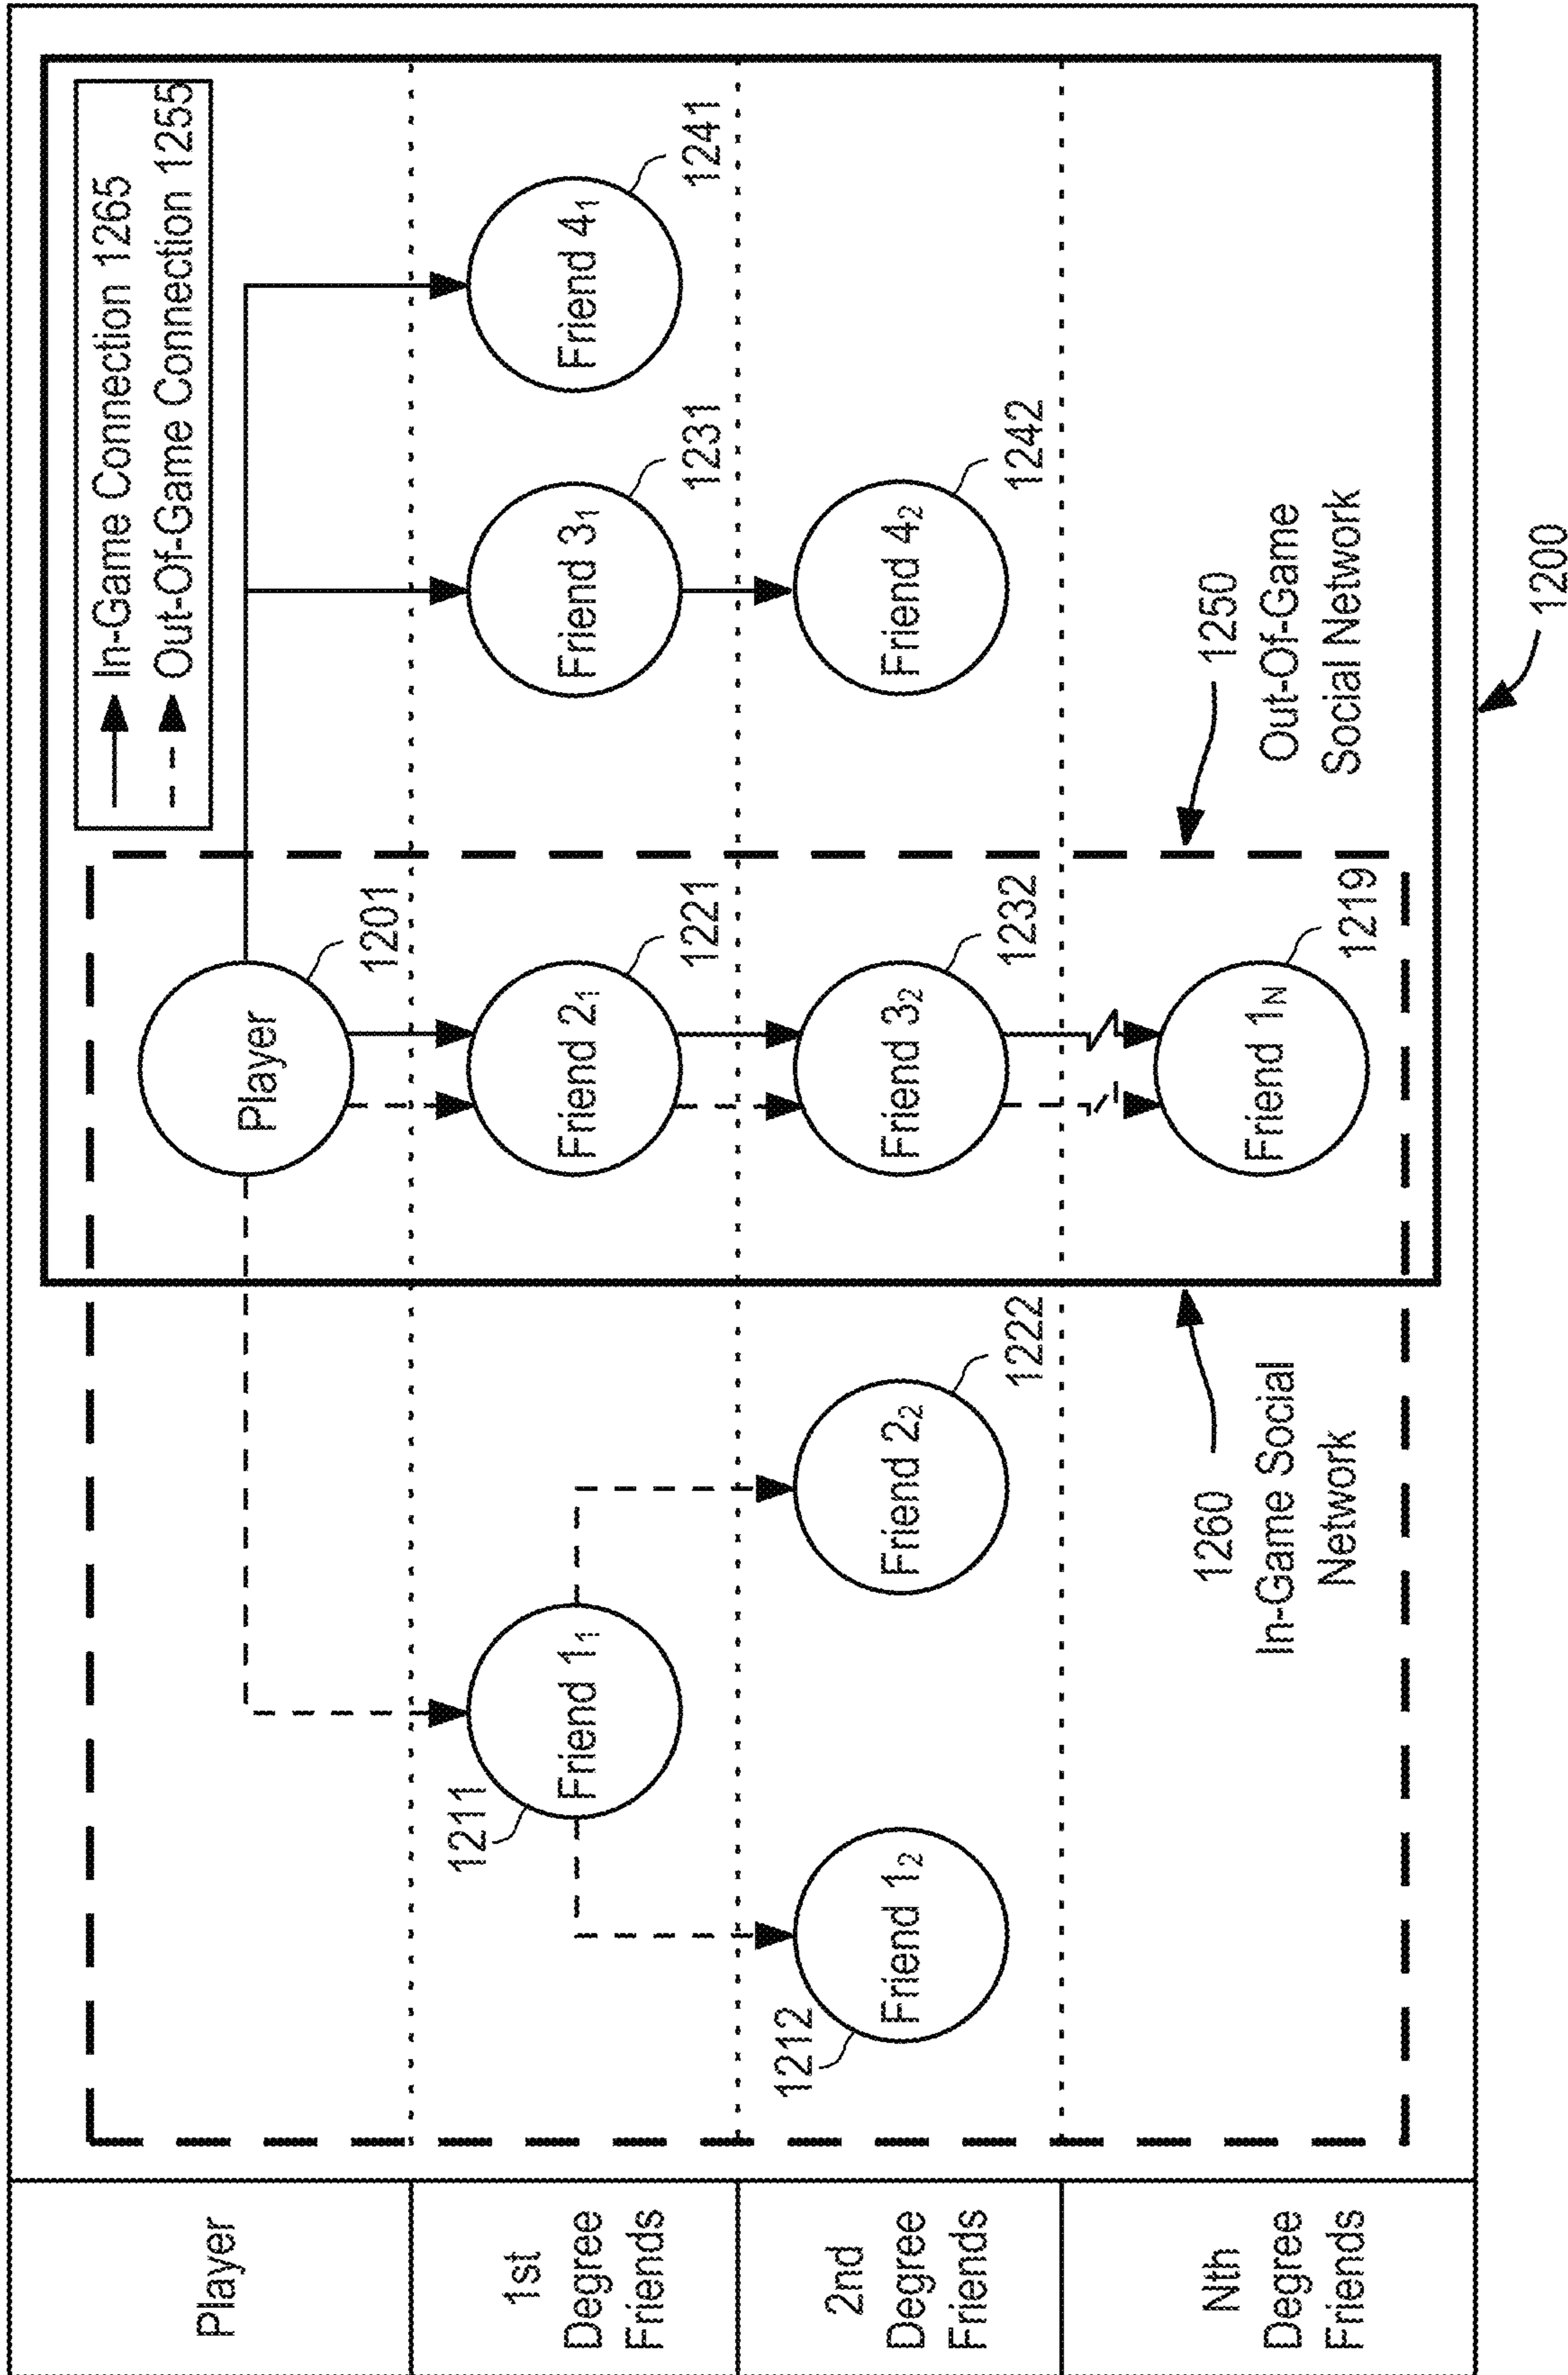 Player
1st
Degree
Friends
2nd
Degree
Friends
Nth
Degree
Friends
In-Game Connection 1265
Out-Of-Game Connection 1255
Player
1201
1211
Friend 1₁
Friend 2₁
1221
Friend 3₁
1231
Friend 4₁
1241
1212
Friend 1₂
Friend 2₂
1222
Friend 3₂
1232
Friend 4₂
1242
1260
In-Game Social
Network
Friend 1N
1219
1250
Out-Of-Game
Social Network
1200